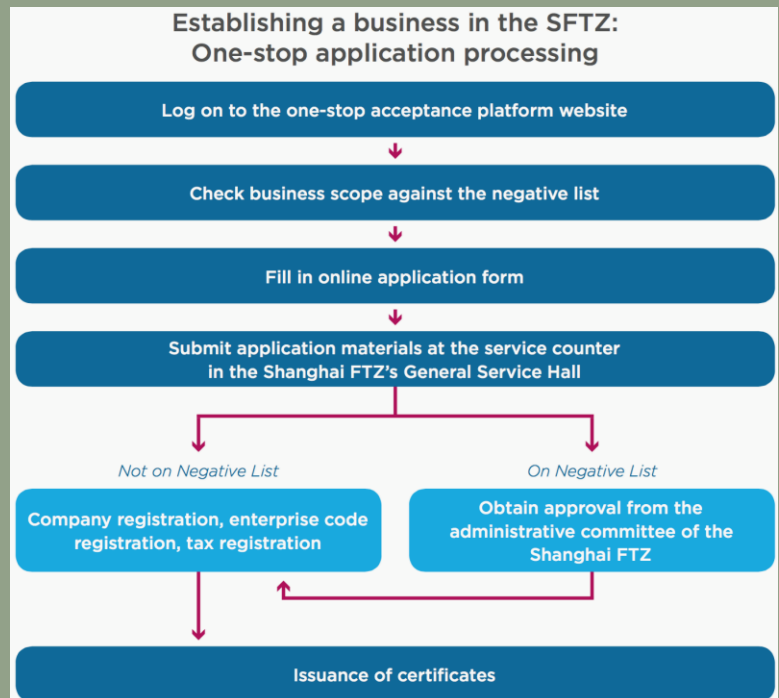 Establishing a business in the SFTZ:
One-stop application processing
Log on to the one-stop acceptance platform website
Check business scope against the negative list
Fill in online application form
Submit application materials at the service counter
in the Shanghai FTZ's General Service Hall
Not on Negative List
On Negative List
Company registration, enterprise code
registration, tax registration
Obtain approval from the
administrative committee of the
Shanghai FTZ
Issuance of certificates